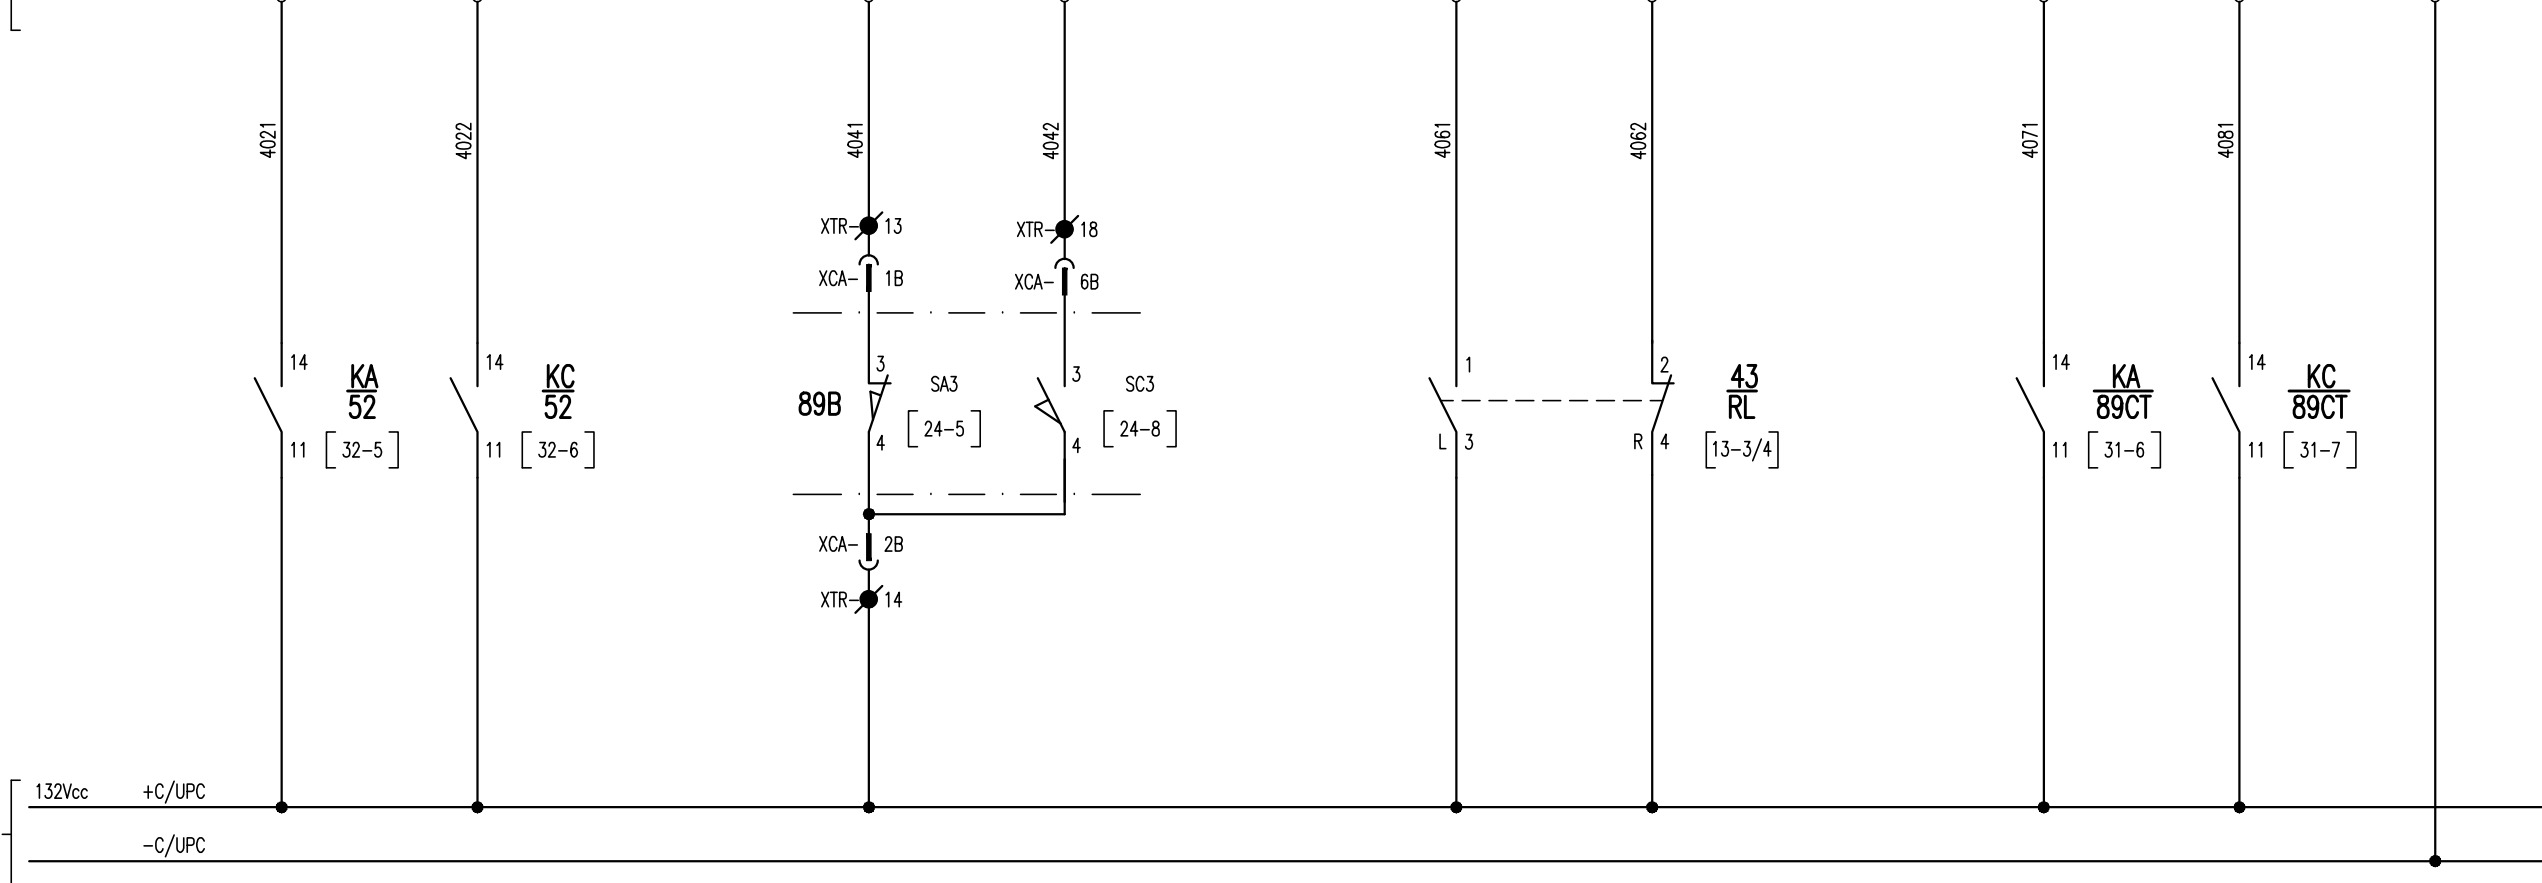 4021
4022
4041
4042
4061
4062
4071
4081
XTR- 13
XTR- 18
XCA- 1B
XCA- 6B
14
KA
52
11
[32-5]
14
KC
52
11
[32-6]
89B
3
4
SA3
[24-5]
3
4
SC3
[24-8]
1
L 3
2
R 4
43
RL
[13-3/4]
14
KA
89CT
11
[31-6]
14
KC
89CT
11
[31-7]
XCA- 2B
XTR- 14
132Vcc +C/UPC
-C/UPC